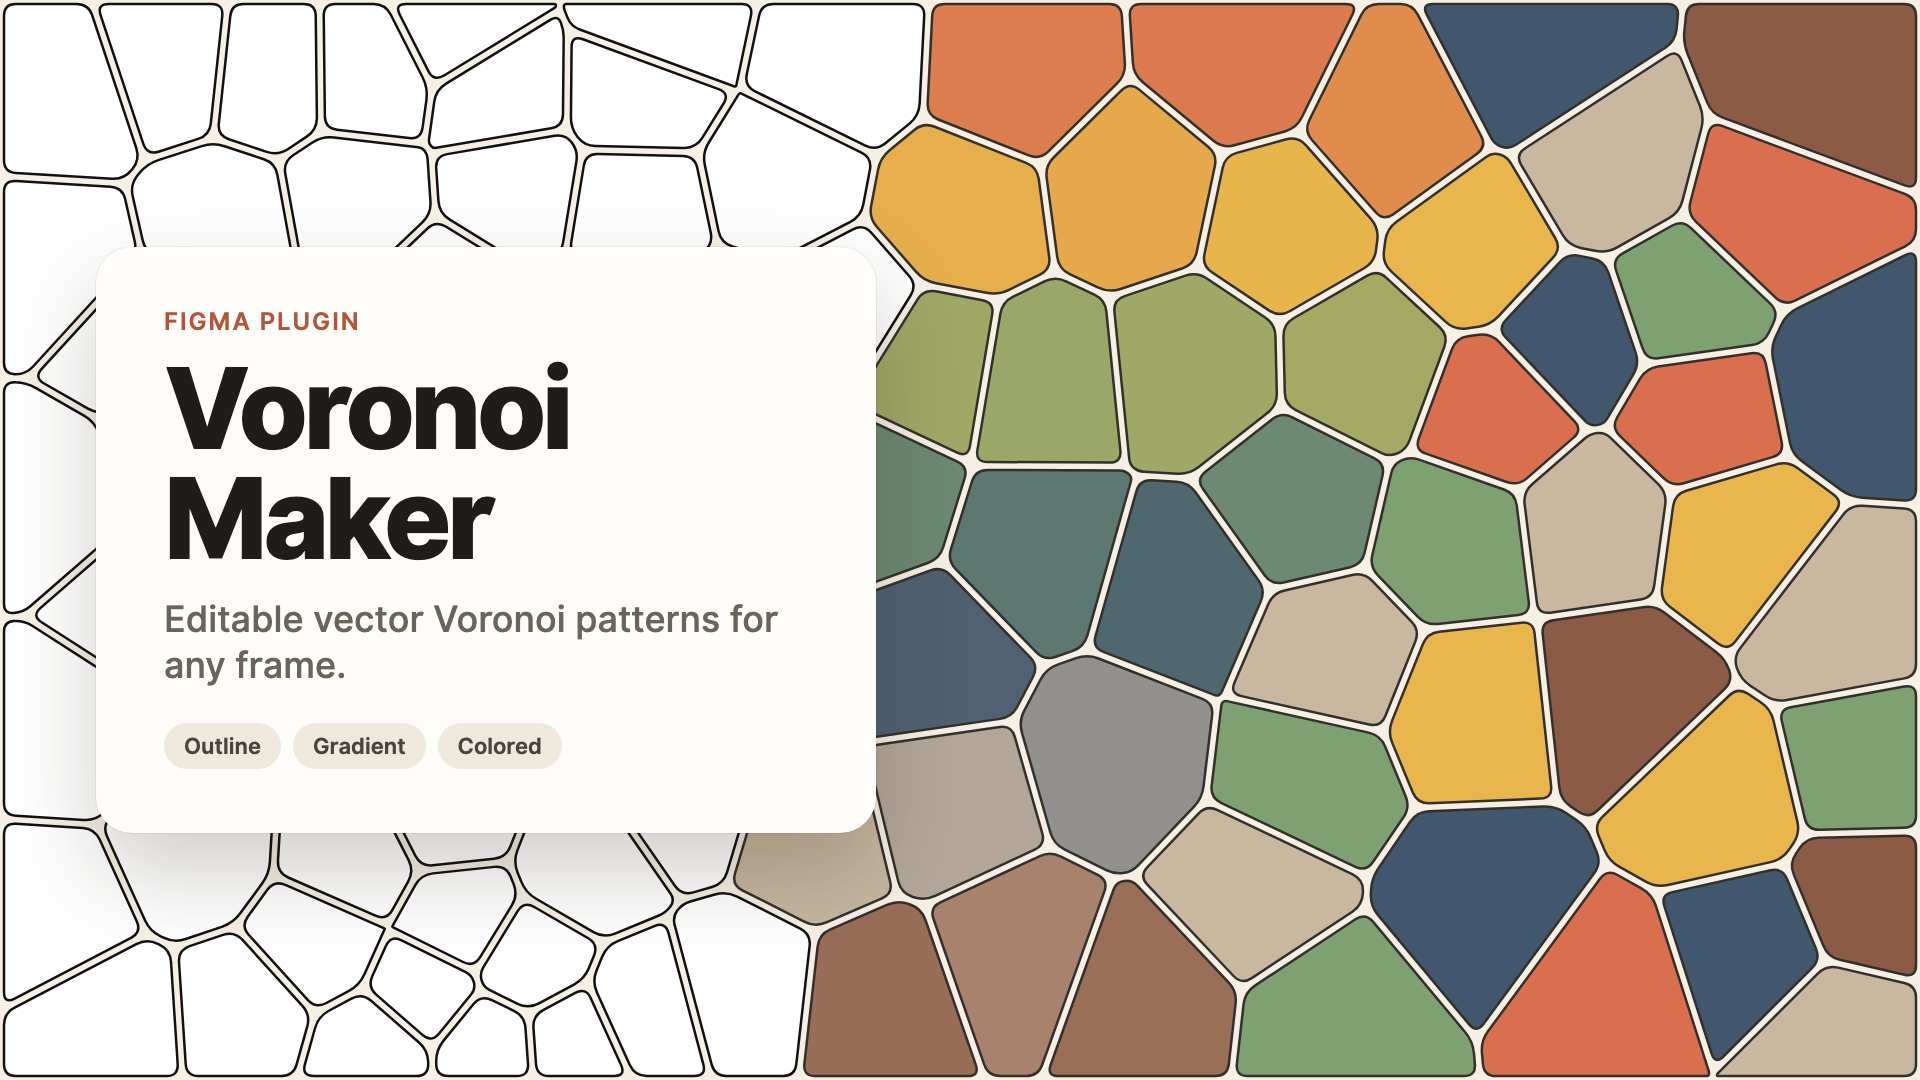 FIGMA PLUGIN
Voronoi
Maker
Editable vector Voronoi patterns for
any frame.
Outline Gradient Colored